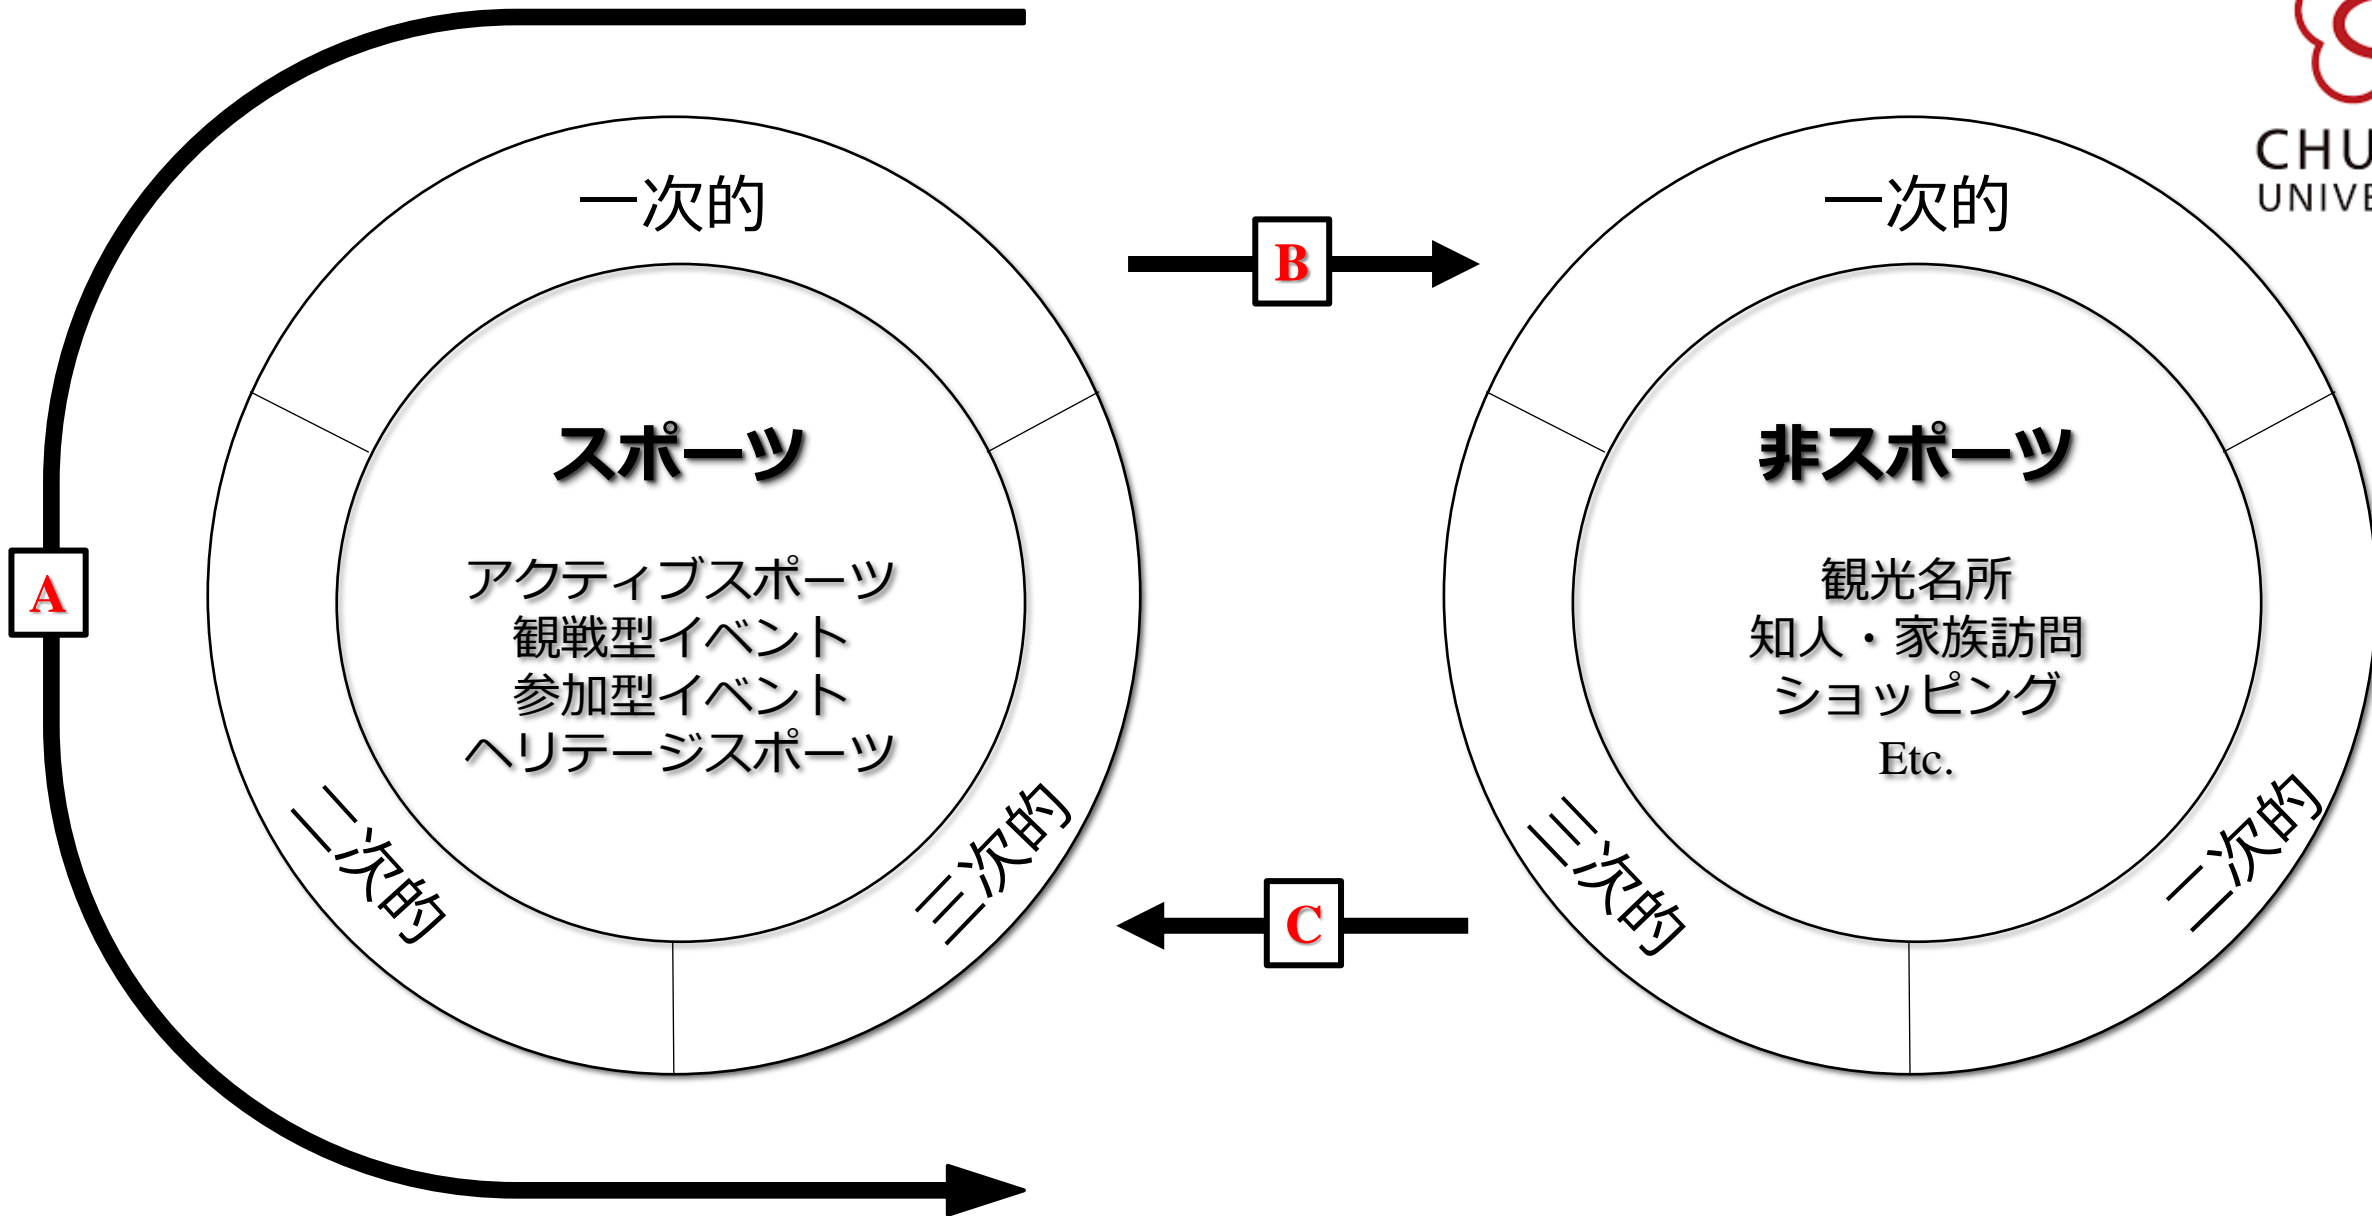 一次的
スポーツ
アクティブスポーツ
観戦型イベント
参加型イベント
ヘリテージスポーツ
二次的
三次的
A
B
C
一次的
非スポーツ
観光名所
知人・家族訪問
ショッピング
Etc.
三次的
二次的
CHU
UNIVE